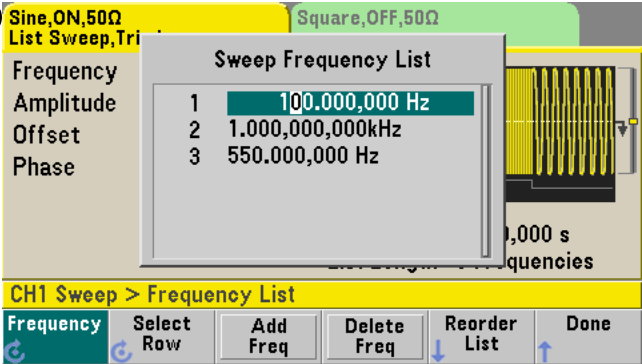 Sine,ON,50Ω
Square,OFF,50Ω
List Sweep,Tri
Sweep Frequency List
Frequency
Amplitude
Offset
Phase
1 100.000,000 Hz
2 1.000,000,000kHz
3 550.000,000 Hz
,000 s
CH1 Sweep > Frequency List
Frequency
Select Row
Add Freq
Delete Freq
Reorder List
Done